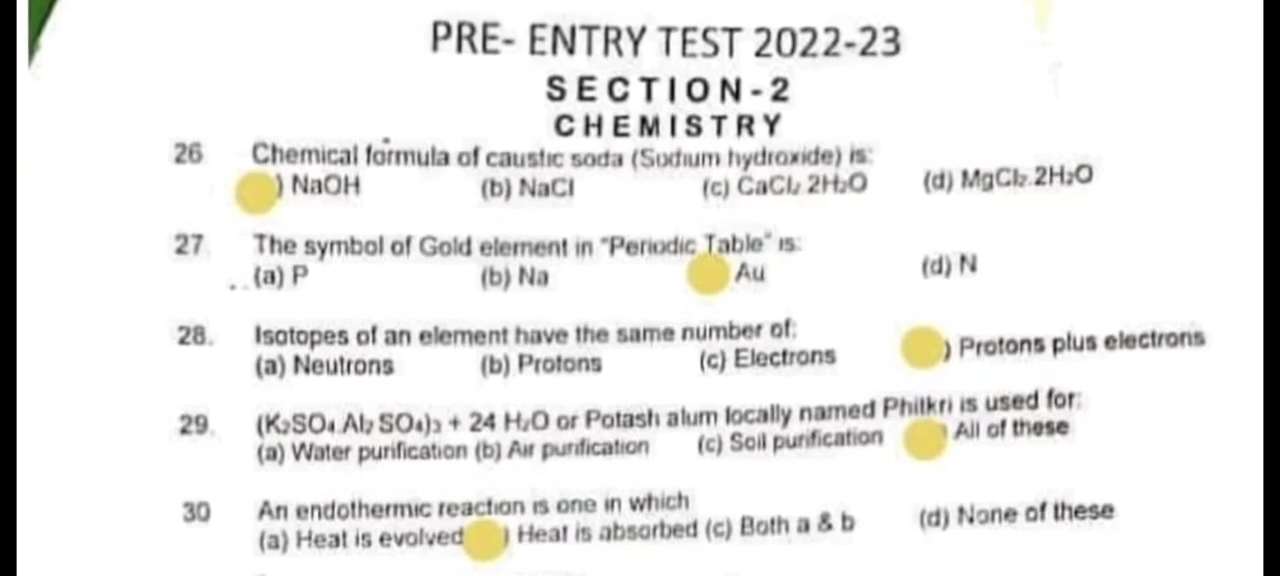 PRE- ENTRY TEST 2022-23
SECTION-2
CHEMISTRY
26 Chemical formula of caustic soda (Sodium hydroxide) is:
) NaOH (b) NaCl (c) CaCl₂ 2H₂O (d) MgCl₂.2H₂O
27 The symbol of Gold element in "Periodic Table" is:
(a) P (b) Na Au (d) N
28. Isotopes of an element have the same number of:
(a) Neutrons (b) Protons (c) Electrons ) Protons plus electrons
29. (K₂SO₄ Al₂ SO₄)₃ + 24 H₂O or Potash alum locally named Phitkri is used for:
(a) Water purification (b) Air purification (c) Soil purification ) All of these
30 An endothermic reaction is one in which
(a) Heat is evolved ) Heat is absorbed (c) Both a & b (d) None of these